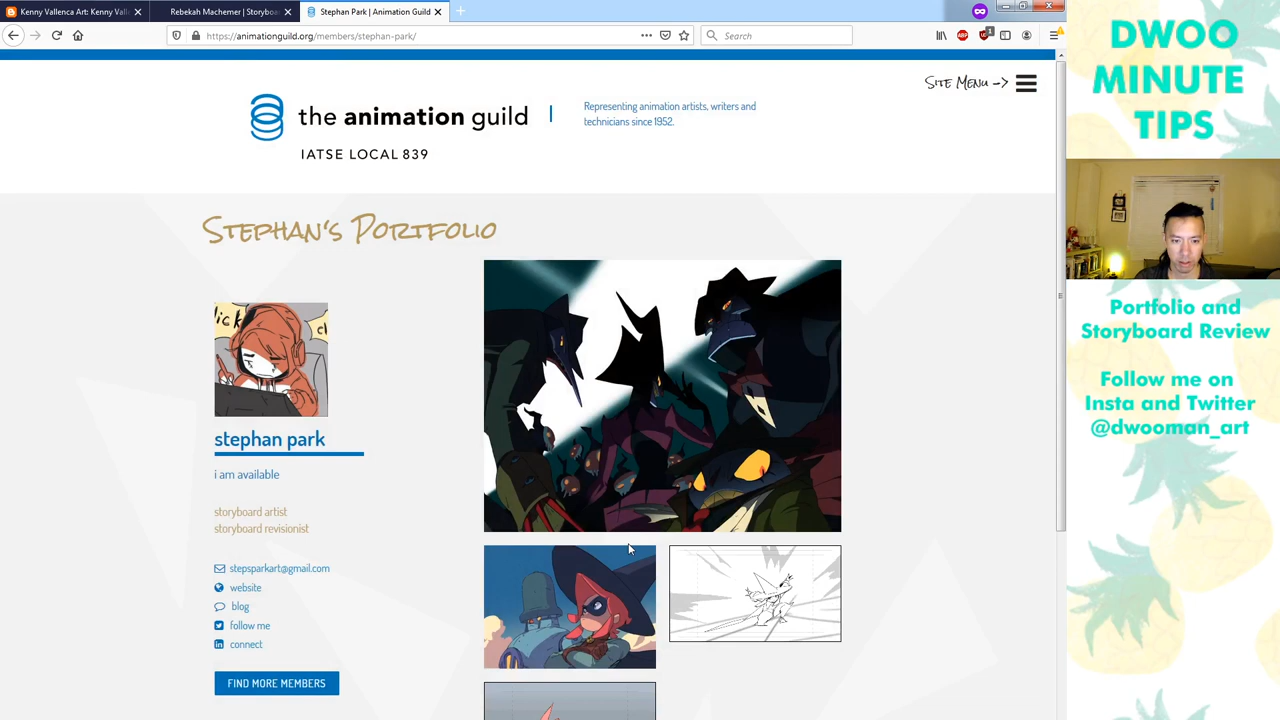 Kenny Vallenca Art: Kenny Valle
Rebekah Machemer | Storyboa
Stephan Park | Animation Guild
https://animationguild.org/members/stephan-park/
Search
DWOO
MINUTE
TIPS
Site Menu ->
the animation guild
IATSE LOCAL 839
Representing animation artists, writers and
technicians since 1952.
Stephan's Portfolio
stephan park
i am available
storyboard artist
storyboard revisionist
stepsparkart@gmail.com
website
blog
follow me
connect
FIND MORE MEMBERS
Portfolio and
Storyboard Review
Follow me on
Insta and Twitter
@dwooman_art